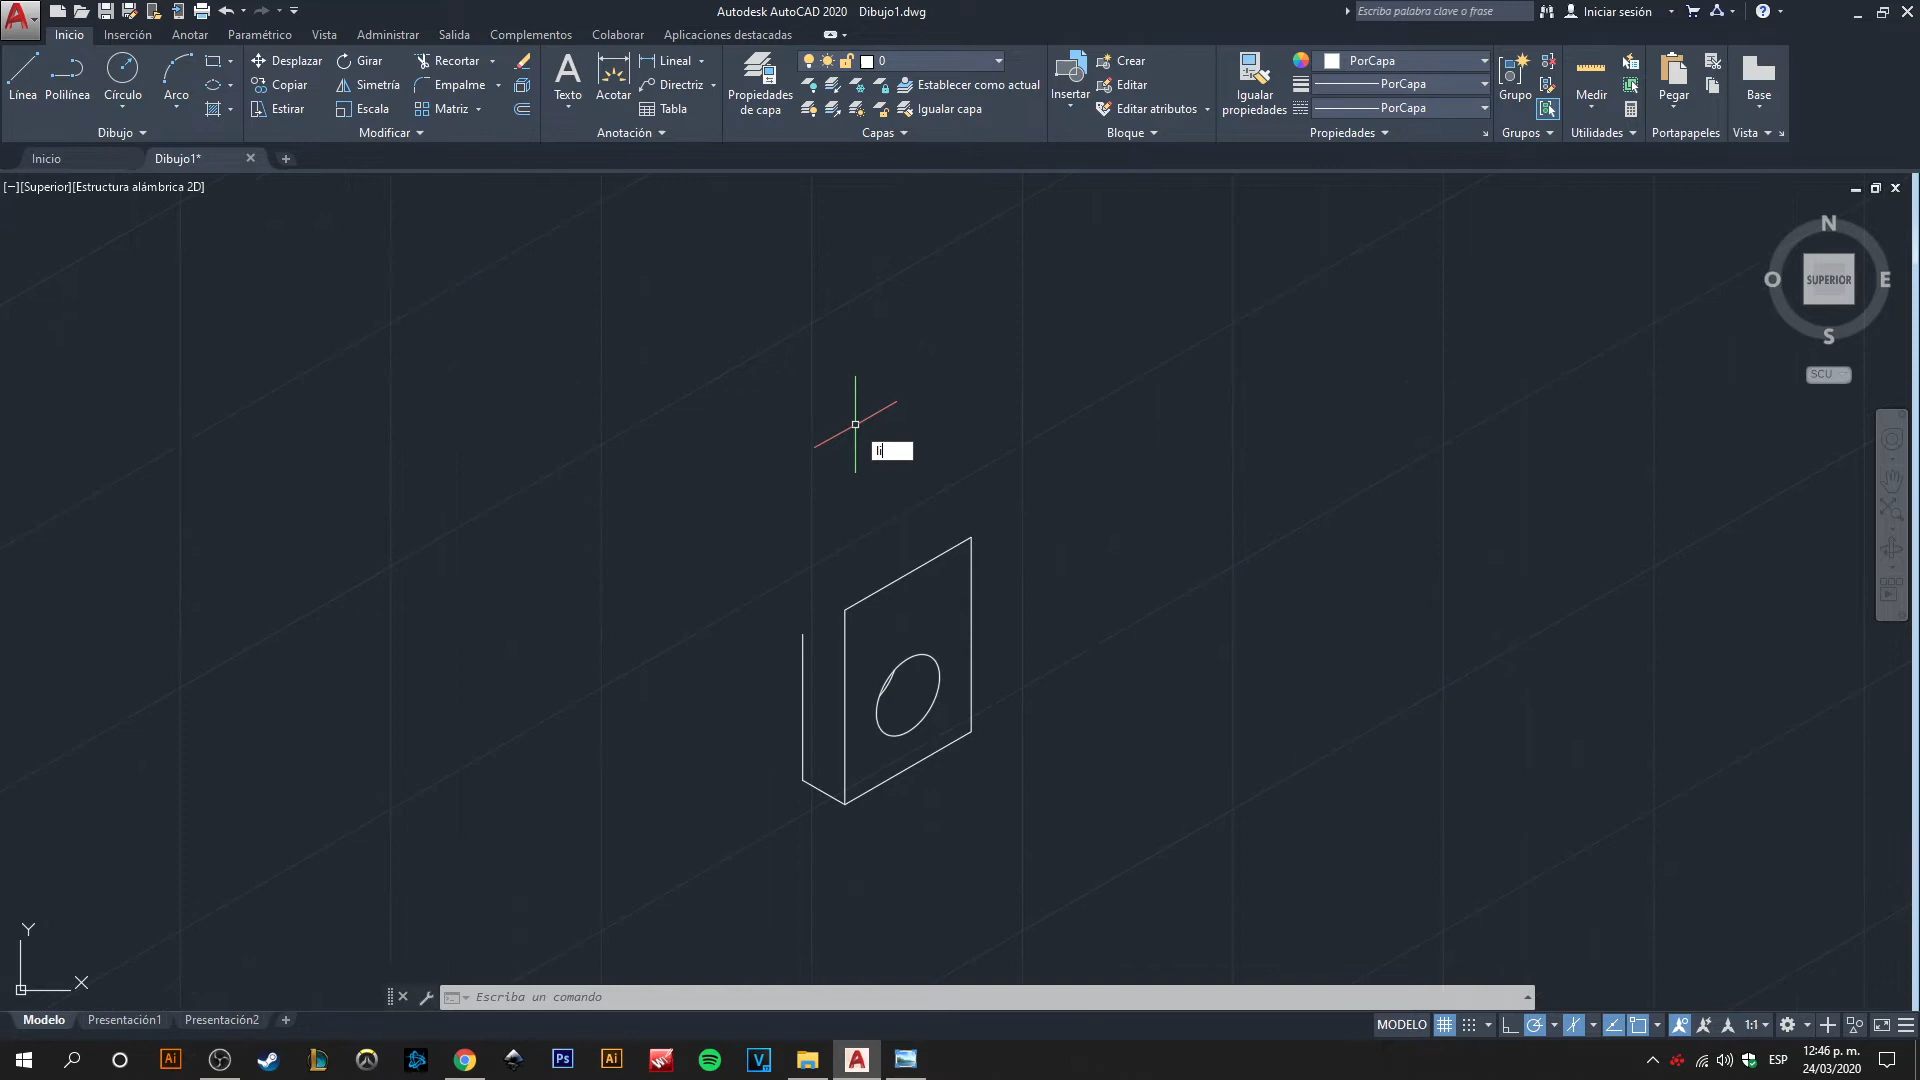 Autodesk AutoCAD 2020 Dibujo1.dwg
Escriba palabra clave o frase
Iniciar sesión
Inicio Inserción Anotar Paramétrico Vista Administrar Salida Complementos Colaborar Aplicaciones destacadas
Línea
Polilínea
Círculo
Arco
Desplazar
Girar
Recortar
Copiar
Simetría
Empalme
Estirar
Escala
Matriz
A
Texto
Acotar
Lineal
Directriz
Tabla
Propiedades
de capa
0
Establecer como actual
Igualar capa
Insertar
Crear
Editar
Editar atributos
Igualar
propiedades
PorCapa
PorCapa
PorCapa
Grupo
Medir
Pegar
Base
Dibujo
Modificar
Anotación
Capas
Bloque
Propiedades
Grupos
Utilidades
Portapapeles
Vista
Inicio
Dibujo1*
[−][Superior][Estructura alámbrica 2D]
N
O
SUPERIOR
E
S
SCU
li
Y
X
Escriba un comando
Modelo
Presentación1
Presentación2
MODELO
1:1
Ai
Ps
Ai
V
A
ESP
12:46 p. m.
24/03/2020